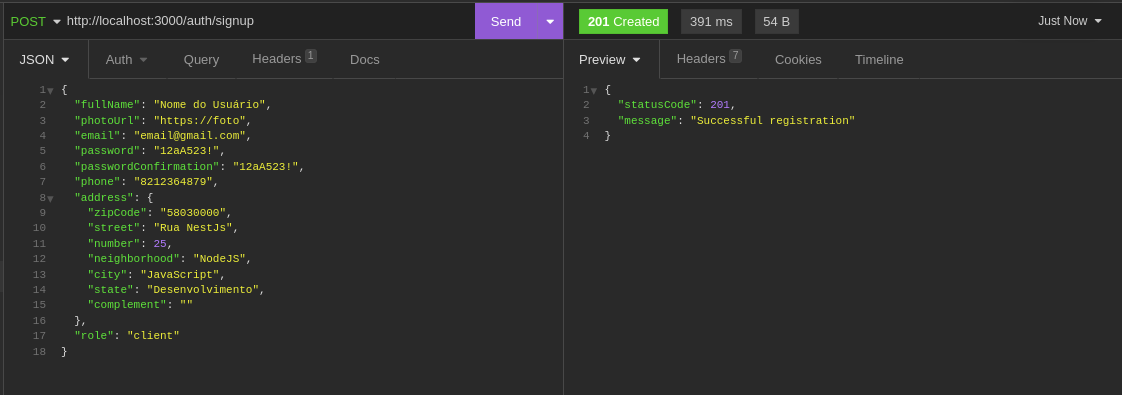 POST http://localhost:3000/auth/signup Send 201 Created 391 ms 54 B Just Now
JSON Auth Query Headers 1 Docs Preview Headers 7 Cookies Timeline
1 {
2 "fullName": "Nome do Usuário",
3 "photoUrl": "https://foto",
4 "email": "email@gmail.com",
5 "password": "12aA523!",
6 "passwordConfirmation": "12aA523!",
7 "phone": "8212364879",
8 "address": {
9 "zipCode": "58030000",
10 "street": "Rua NestJs",
11 "number": 25,
12 "neighborhood": "NodeJS",
13 "city": "JavaScript",
14 "state": "Desenvolvimento",
15 "complement": ""
16 },
17 "role": "client"
18 }
1 {
2 "statusCode": 201,
3 "message": "Successful registration"
4 }